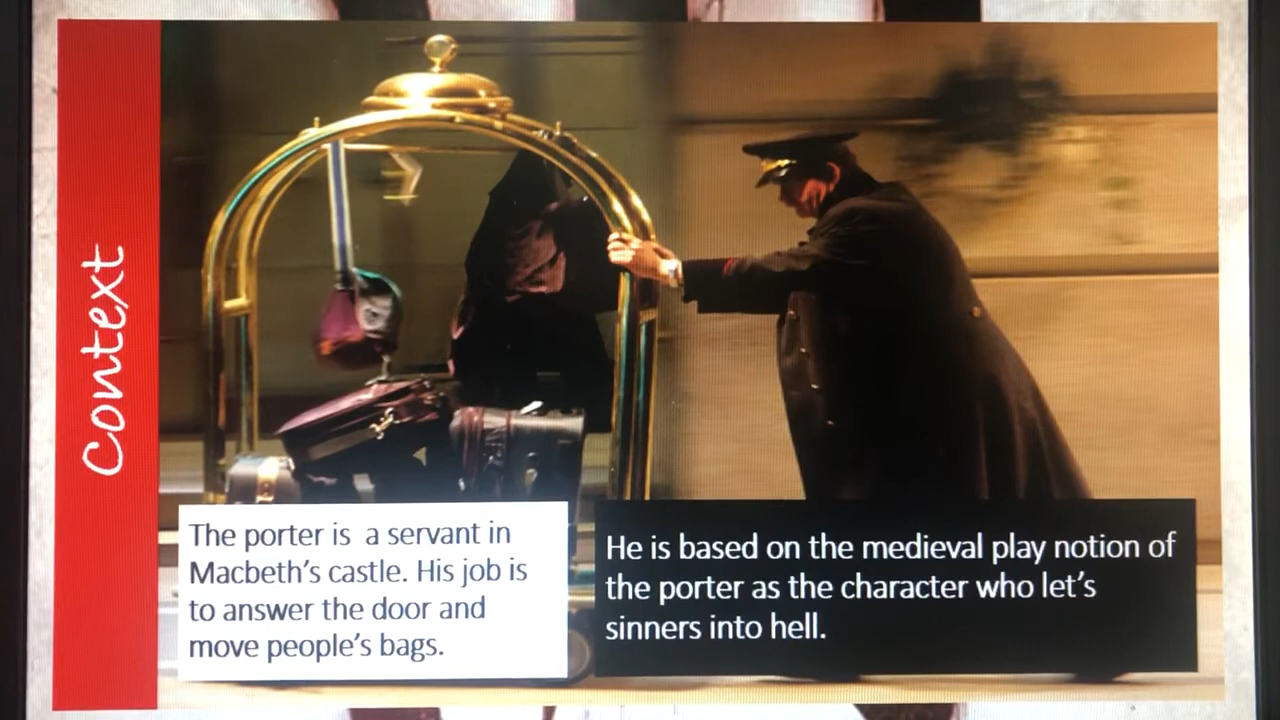 Context
The porter is  a servant in
Macbeth's castle. His job is
to answer the door and
move people's bags.
He is based on the medieval play notion of
the porter as the character who let's
sinners into hell.